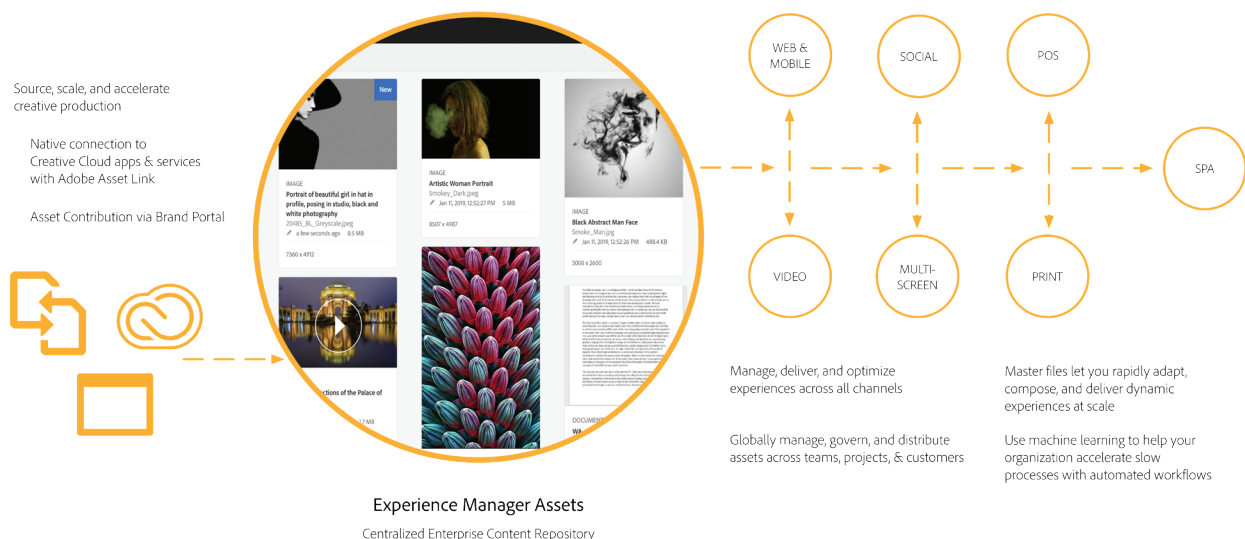 Source, scale, and accelerate
creative production
Native connection to
Creative Cloud apps & services
with Adobe Asset Link
Asset Contribution via Brand Portal
New
IMAGE
Portrait of beautiful girl in hat in
profile, posing in studio, black and
white photography
20485_BL_Greyscale.jpeg
a few seconds ago 8.5 MB
7360 x 4912
ctions of the Palace of
.7 MB
IMAGE
Artistic Woman Portrait
Smokey_Dark.jpeg
Jan 11, 2019, 12:52:27 PM 5 MB
8507 x 4987
IMAGE
Black Abstract Man Face
Smoke_Man.jpg
Jan 11, 2019, 12:52:26 PM 488.4 KB
3000 x 2600
DOCUMENT
Experience Manager Assets
Centralized Enterprise Content Repository
WEB &
MOBILE
SOCIAL
POS
SPA
VIDEO
MULTI-
SCREEN
PRINT
Manage, deliver, and optimize
experiences across all channels
Globally manage, govern, and distribute
assets across teams, projects, & customers
Master files let you rapidly adapt,
compose, and deliver dynamic
experiences at scale
Use machine learning to help your
organization accelerate slow
processes with automated workflows